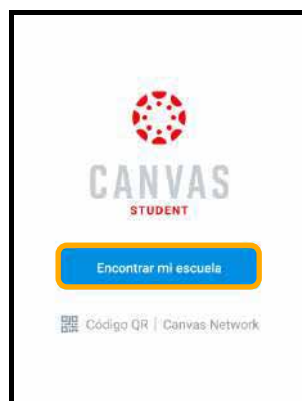 CANVAS
STUDENT
Encontrar mi escuela
Código QR | Canvas Network